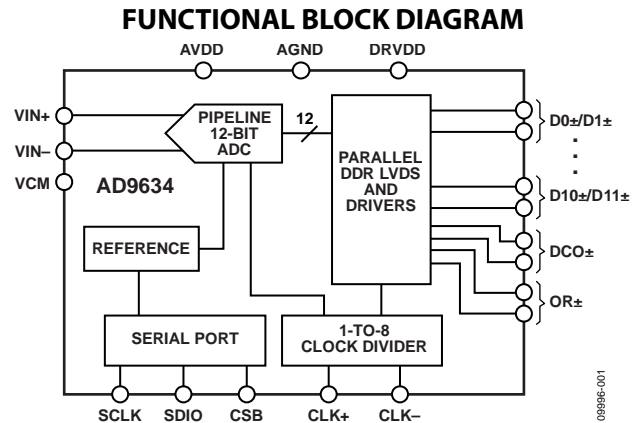 FUNCTIONAL BLOCK DIAGRAM
AVDD AGND DRVDD
VIN+
VIN–
VCM
PIPELINE
12-BIT
ADC
12
PARALLEL
DDR LVDS
AND
DRIVERS
D0±/D1±
.
.
.
D10±/D11±
DCO±
OR±
AD9634
REFERENCE
SERIAL PORT
1-TO-8
CLOCK DIVIDER
SCLK SDIO CSB CLK+ CLK–
09996-001